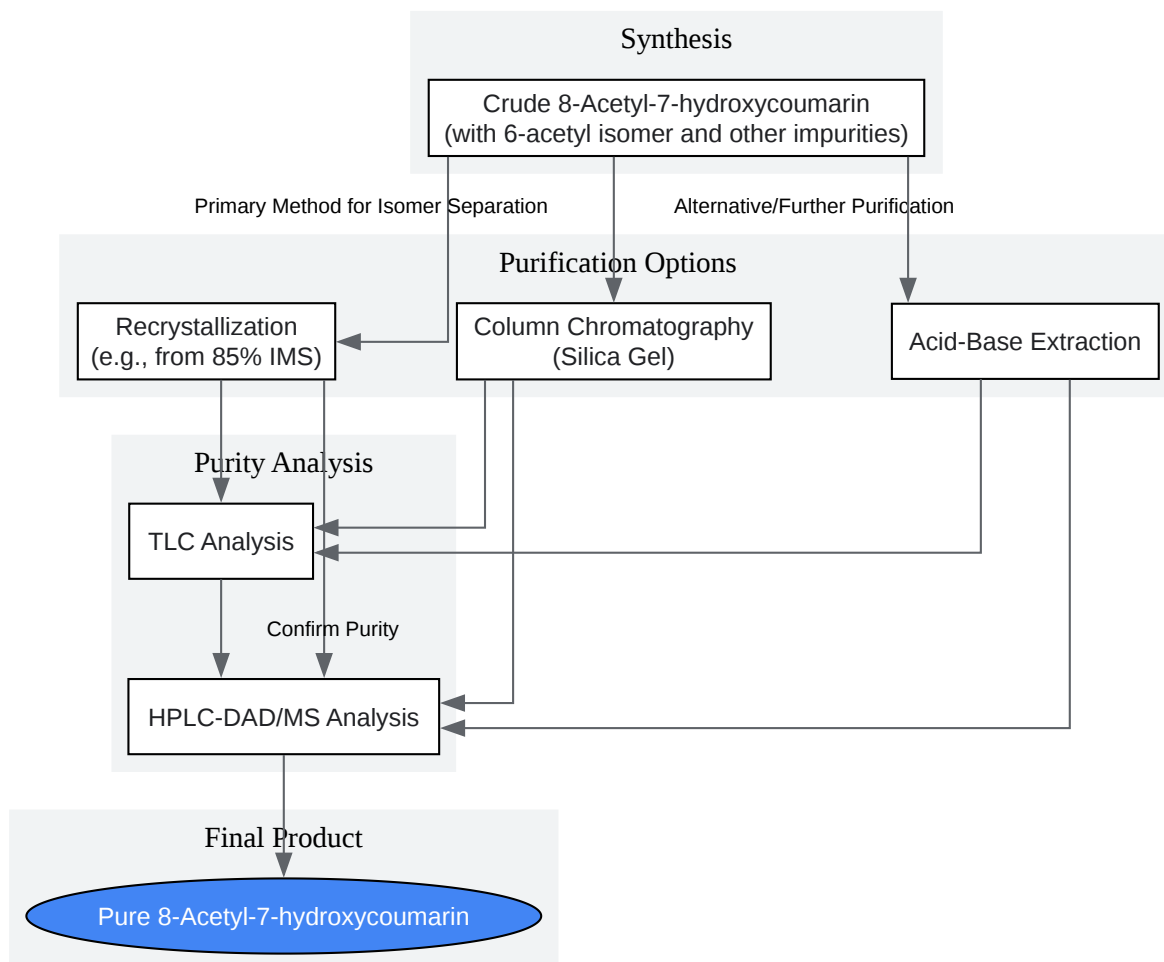 Synthesis
Crude 8-Acetyl-7-hydroxycoumarin
(with 6-acetyl isomer and other impurities)
Primary Method for Isomer Separation
Alternative/Further Purification
Purification Options
Recrystallization
(e.g., from 85% IMS)
Column Chromatography
(Silica Gel)
Acid-Base Extraction
Purity Analysis
TLC Analysis
Confirm Purity
HPLC-DAD/MS Analysis
Final Product
Pure 8-Acetyl-7-hydroxycoumarin